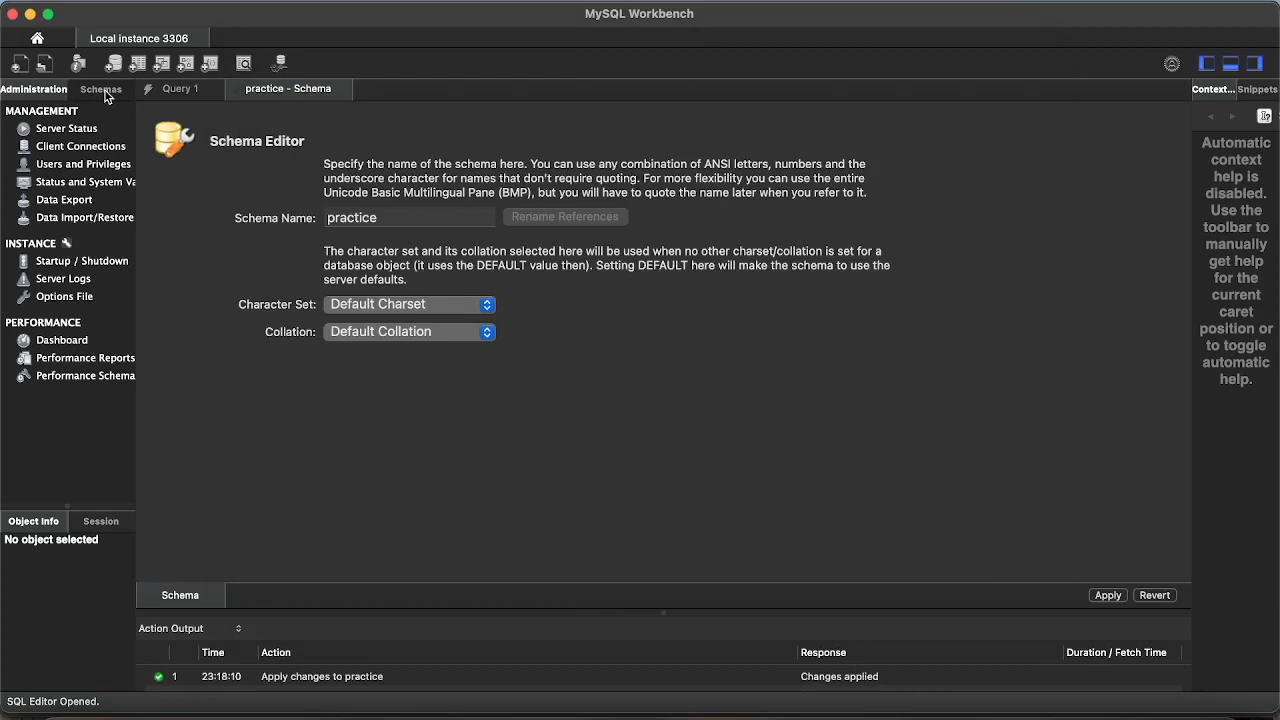 MySQL Workbench
Local instance 3306
Administration
Schemas
Query 1
practice - Schema
Context...
Snippets
MANAGEMENT
Server Status
Client Connections
Users and Privileges
Status and System Va
Data Export
Data Import/Restore
INSTANCE
Startup / Shutdown
Server Logs
Options File
PERFORMANCE
Dashboard
Performance Reports
Performance Schema
Object Info
Session
No object selected
Schema Editor
Specify the name of the schema here. You can use any combination of ANSI letters, numbers and the
underscore character for names that don't require quoting. For more flexibility you can use the entire
Unicode Basic Multilingual Pane (BMP), but you will have to quote the name later when you refer to it.
Schema Name: practice
Rename References
The character set and its collation selected here will be used when no other charset/collation is set for a
database object (it uses the DEFAULT value then). Setting DEFAULT here will make the schema to use the
server defaults.
Character Set: Default Charset
Collation: Default Collation
Automatic
context
help is
disabled.
Use the
toolbar to
manually
get help
for the
current
caret
position or
to toggle
automatic
help.
Schema
Apply
Revert
Action Output
Time
Action
Response
Duration / Fetch Time
1
23:18:10
Apply changes to practice
Changes applied
SQL Editor Opened.